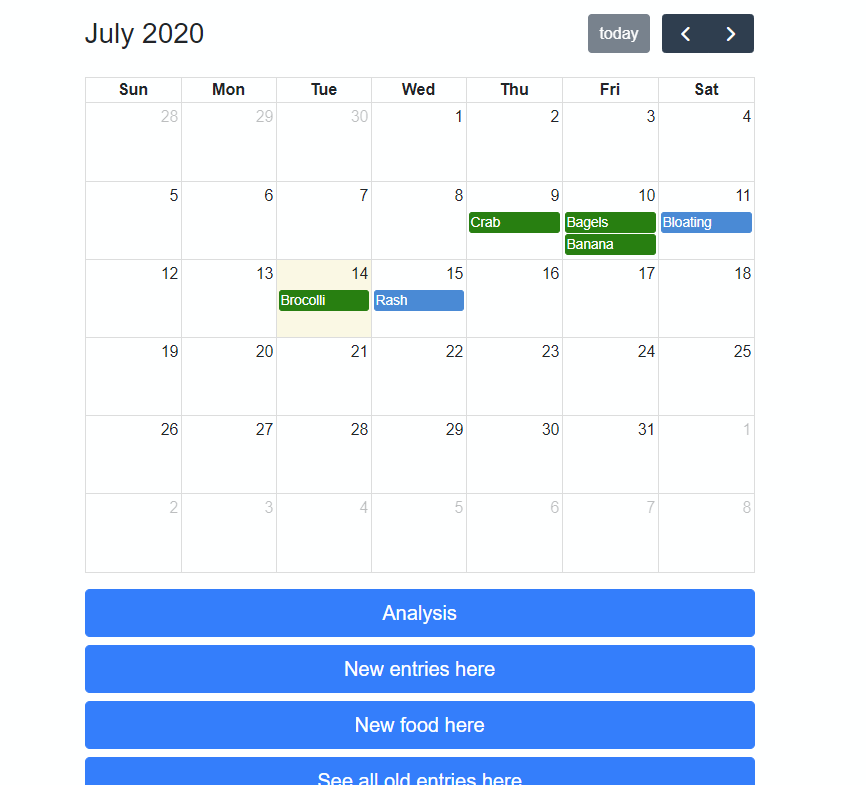 July 2020 today
Sun Mon Tue Wed Thu Fri Sat
28 29 30 1 2 3 4
5 6 7 8 9 10 11
Crab Bagels Bloating
Banana
12 13 14 15 16 17 18
Brocolli Rash
19 20 21 22 23 24 25
26 27 28 29 30 31 1
2 3 4 5 6 7 8
Analysis
New entries here
New food here
See all old entries here